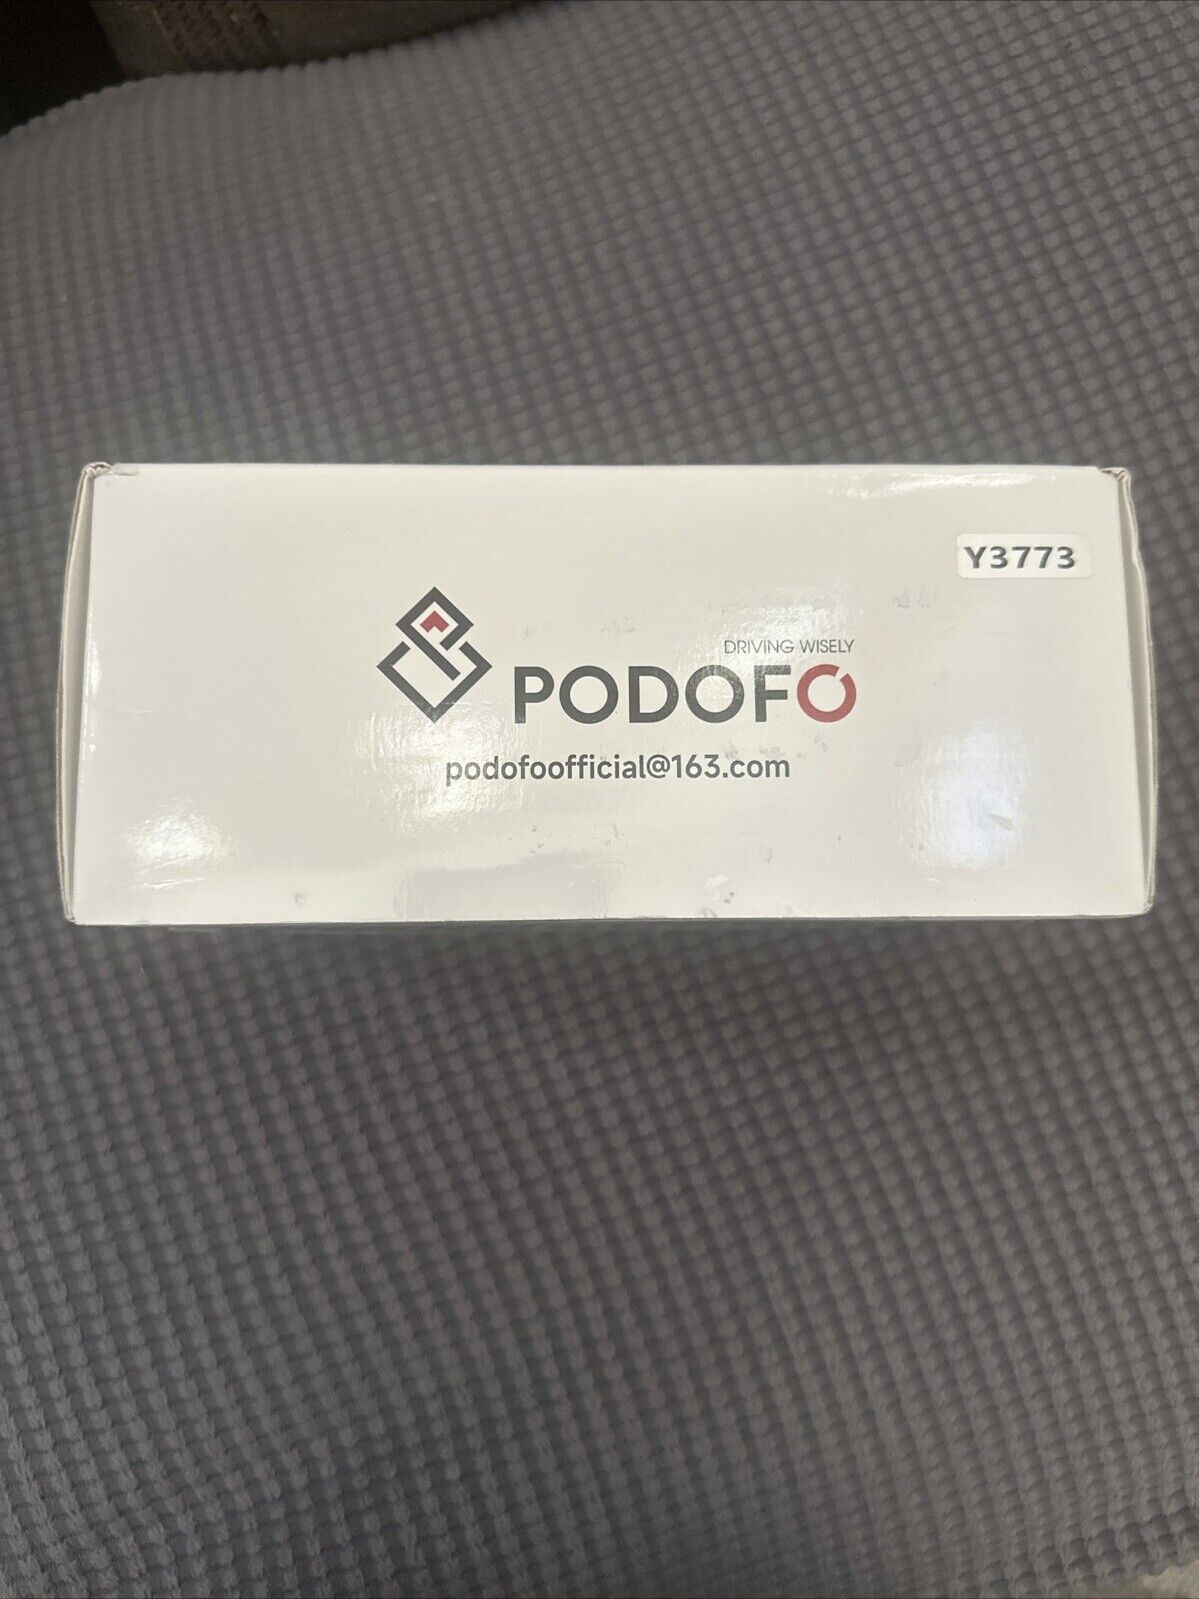 Y3773
DRIVING WISELY
PODOFO
podofoofficial@163.com